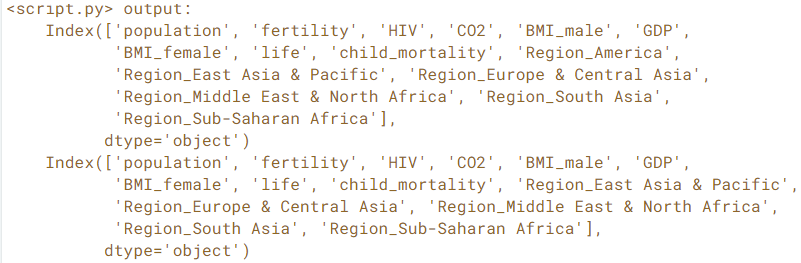 <script.py> output:
Index(['population', 'fertility', 'HIV', 'CO2', 'BMI_male', 'GDP',
'BMI_female', 'life', 'child_mortality', 'Region_America',
'Region_East Asia & Pacific', 'Region_Europe & Central Asia',
'Region_Middle East & North Africa', 'Region_South Asia',
'Region_Sub-Saharan Africa'],
dtype='object')
Index(['population', 'fertility', 'HIV', 'CO2', 'BMI_male', 'GDP',
'BMI_female', 'life', 'child_mortality', 'Region_East Asia & Pacific',
'Region_Europe & Central Asia', 'Region_Middle East & North Africa',
'Region_South Asia', 'Region_Sub-Saharan Africa'],
dtype='object')